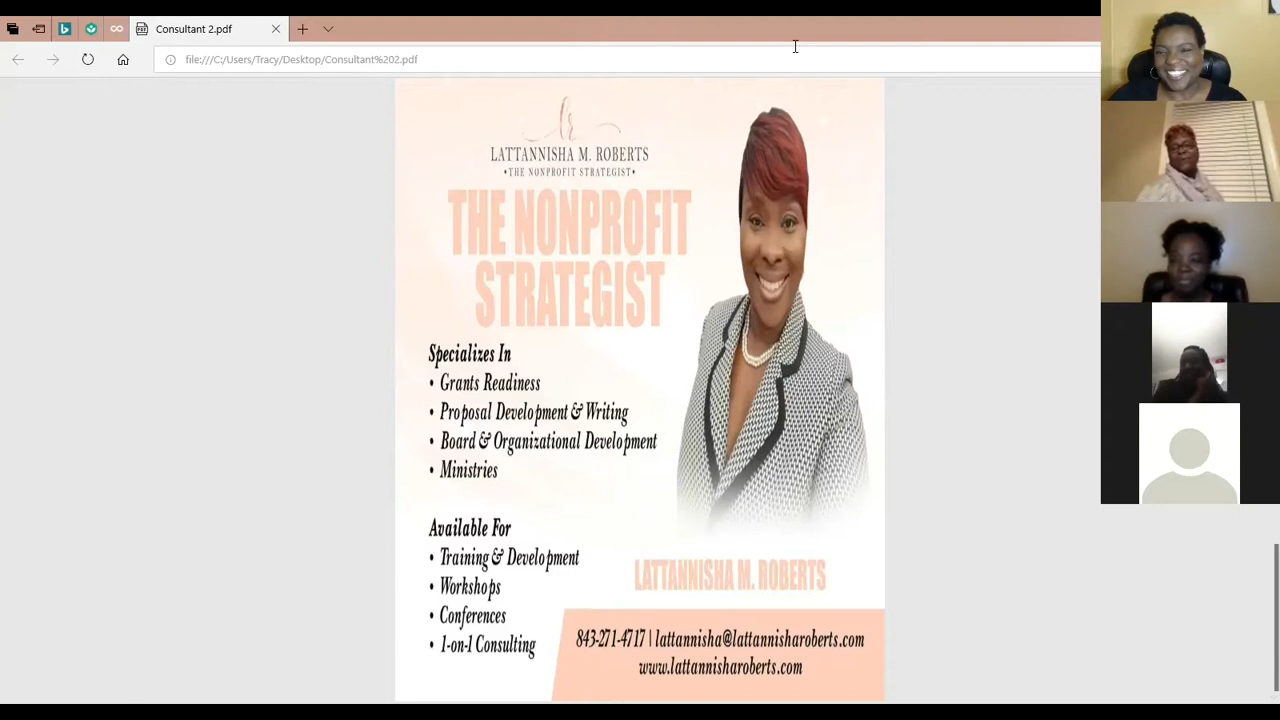 Consultant 2.pdf
file:///C:/Users/Tracy/Desktop/Consultant%202.pdf
lr
LATTANNISHA M. ROBERTS
•THE NONPROFIT STRATEGIST•
THE NONPROFIT
STRATEGIST
Specializes In
• Grants Readiness
• Proposal Development & Writing
• Board & Organizational Development
• Ministries
Available For
• Training & Development
• Workshops
• Conferences
• 1-on-1 Consulting
LATTANNISHA M. ROBERTS
843-271-4717 | lattannisha@lattannisharoberts.com
www.lattannisharoberts.com